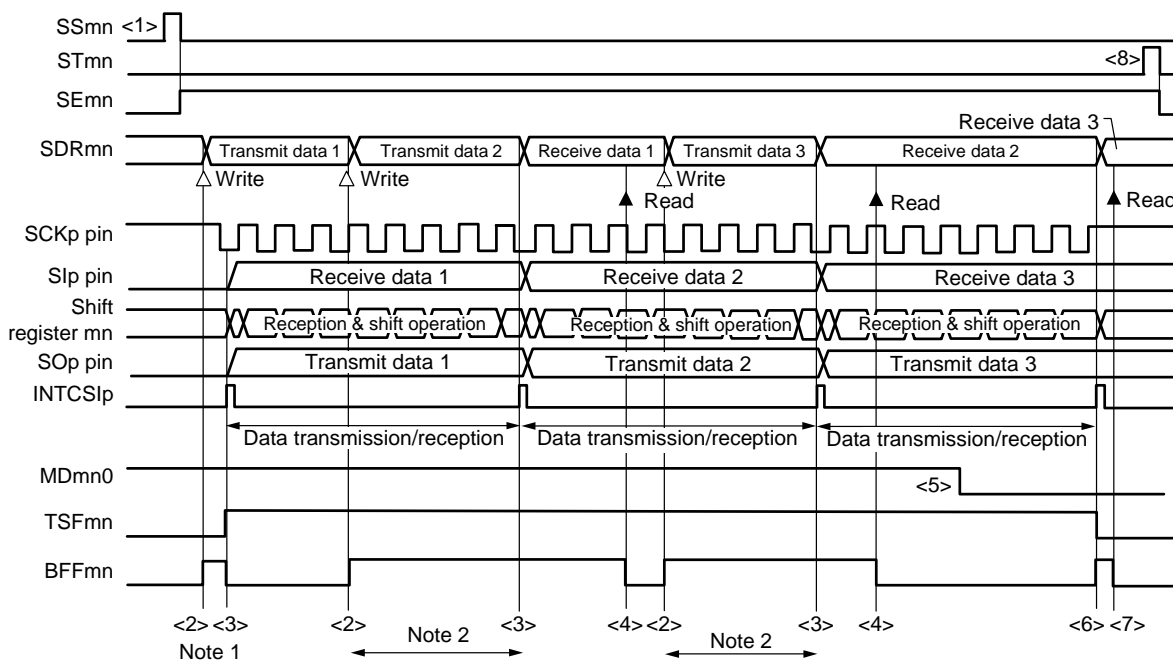 SSmn <1>
STmn <8>
SEmn
Receive data 3
SDRmn Transmit data 1 Transmit data 2 Receive data 1 Transmit data 3 Receive data 2
Write Write Read Write Read Read
SCKp pin
SIp pin Receive data 1 Receive data 2 Receive data 3
Shift
register mn Reception & shift operation Reception & shift operation Reception & shift operation
SOp pin Transmit data 1 Transmit data 2 Transmit data 3
INTCSIp
Data transmission/reception Data transmission/reception Data transmission/reception
MDmn0 <5>
TSFmn
BFFmn
<2> <3> <2> <3> <4> <2> <3> <4> <6> <7>
Note 1 Note 2 Note 2